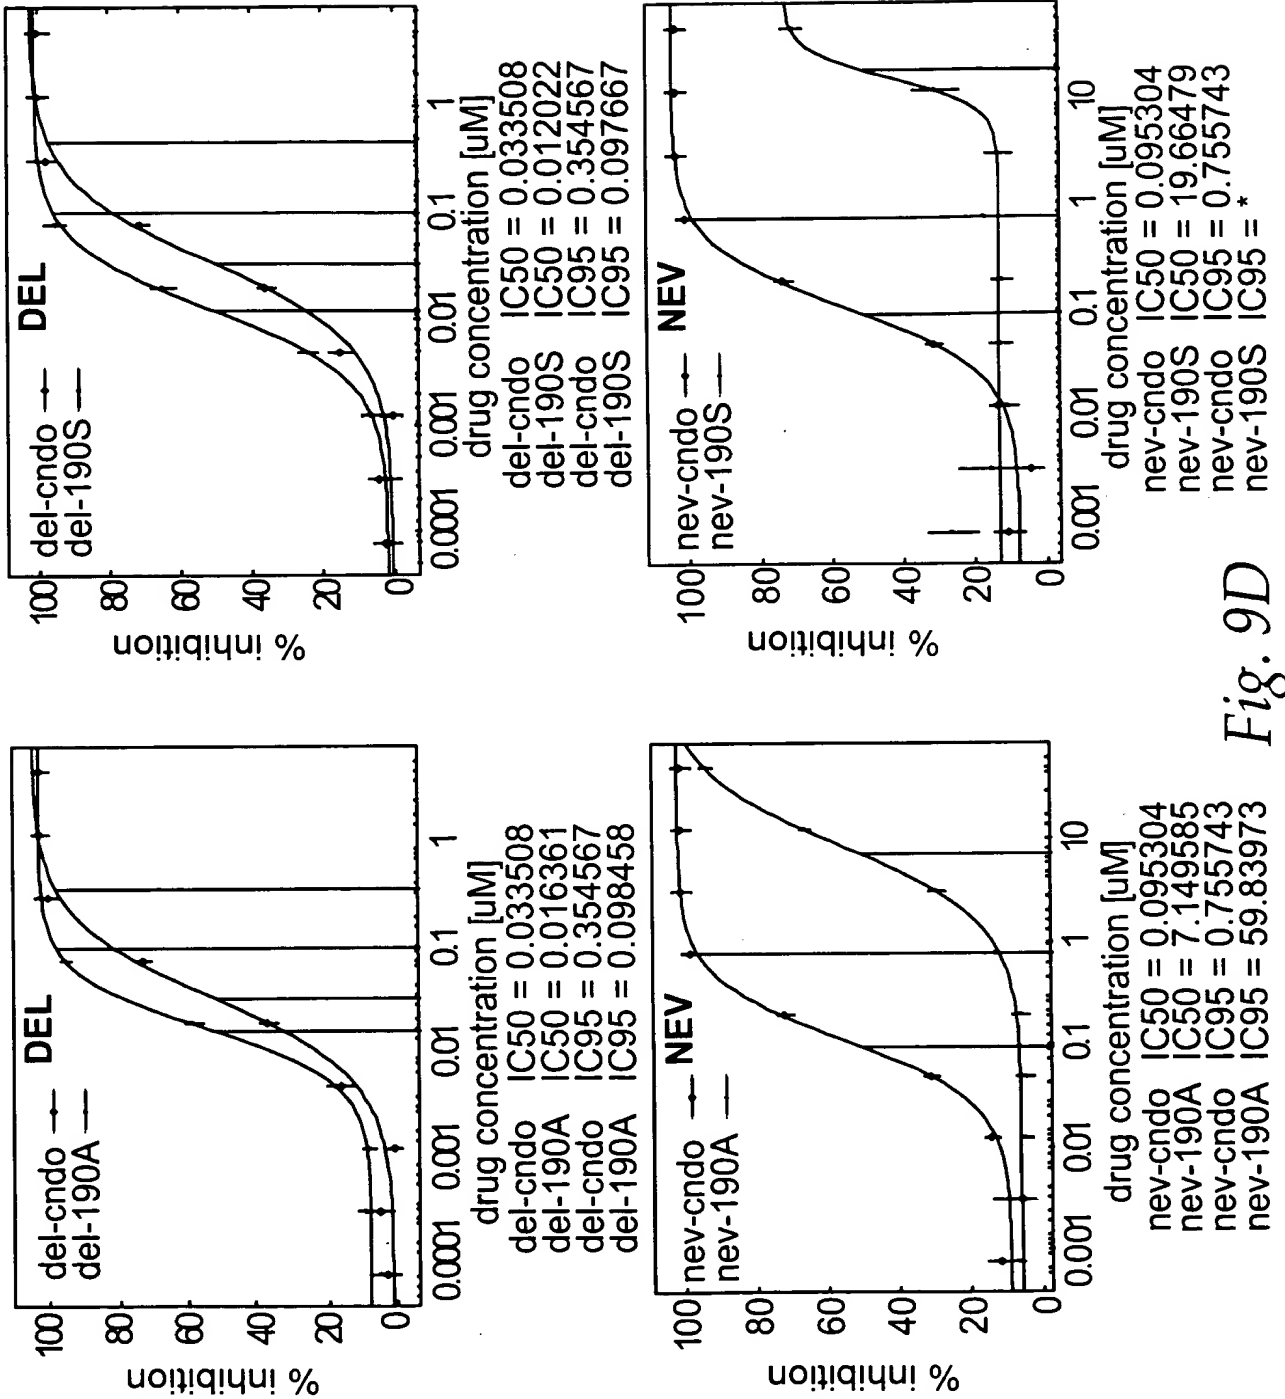 DEL
del-cndo
del-190A
% inhibition
100
80
60
40
20
0
0.0001
0.001
0.01
0.1
1
drug concentration [uM]
del-cndo IC50 = 0.033508
del-190A IC50 = 0.016361
del-cndo IC95 = 0.354567
del-190A IC95 = 0.098458
DEL
del-cndo
del-190S
% inhibition
100
80
60
40
20
0
0.0001
0.001
0.01
0.1
1
drug concentration [uM]
del-cndo IC50 = 0.033508
del-190S IC50 = 0.012022
del-cndo IC95 = 0.354567
del-190S IC95 = 0.097667
NEV
nev-cndo
nev-190A
% inhibition
100
80
60
40
20
0
0.001
0.01
0.1
1
10
drug concentration [uM]
nev-cndo IC50 = 0.095304
nev-190A IC50 = 7.149585
nev-cndo IC95 = 0.755743
nev-190A IC95 = 59.83973
NEV
nev-cndo
nev-190S
% inhibition
100
80
60
40
20
0
0.001
0.01
0.1
1
10
drug concentration [uM]
nev-cndo IC50 = 0.095304
nev-190S IC50 = 19.66479
nev-cndo IC95 = 0.755743
nev-190S IC95 = *
Fig. 9D